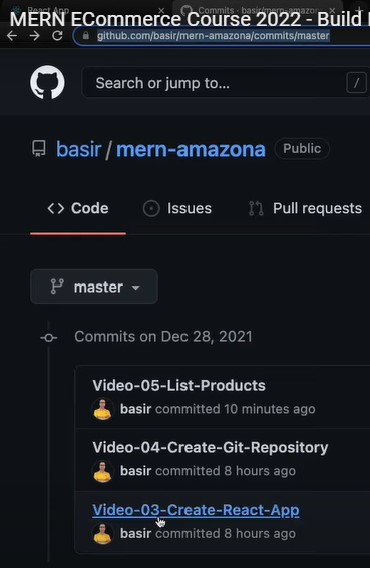 MERN ECommerce Course 2022 - Build
React App
Commits · basir/mern-amazona
github.com/basir/mern-amazona/commits/master
Search or jump to...
/
basir / mern-amazona Public
<> Code Issues Pull requests
master
Commits on Dec 28, 2021
Video-05-List-Products
basir committed 10 minutes ago
Video-04-Create-Git-Repository
basir committed 8 hours ago
Video-03-Create-React-App
basir committed 8 hours ago